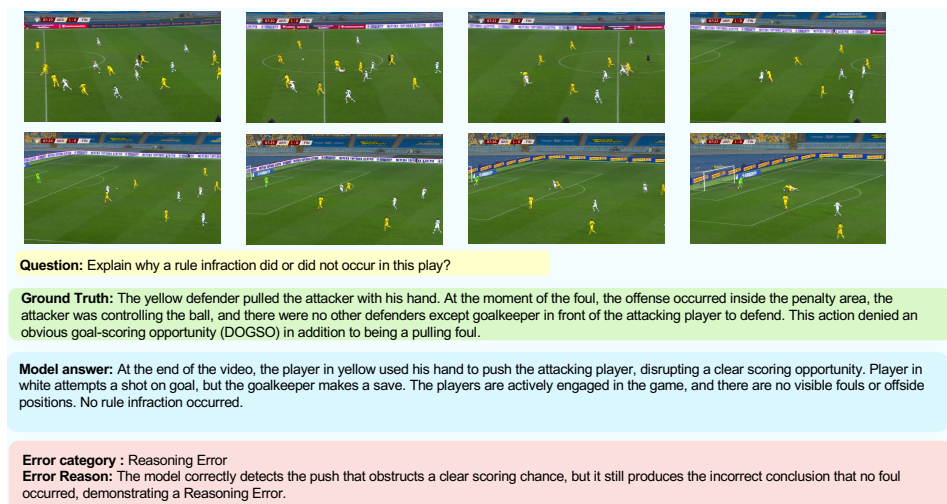 Question: Explain why a rule infraction did or did not occur in this play?
Ground Truth: The yellow defender pulled the attacker with his hand. At the moment of the foul, the offense occurred inside the penalty area, the
attacker was controlling the ball, and there were no other defenders except goalkeeper in front of the attacking player to defend. This action denied an
obvious goal-scoring opportunity (DOGSO) in addition to being a pulling foul.
Model answer: At the end of the video, the player in yellow used his hand to push the attacking player, disrupting a clear scoring opportunity. Player in
white attempts a shot on goal, but the goalkeeper makes a save. The players are actively engaged in the game, and there are no visible fouls or offside
positions. No rule infraction occurred.
Error category : Reasoning Error
Error Reason: The model correctly detects the push that obstructs a clear scoring chance, but it still produces the incorrect conclusion that no foul
occurred, demonstrating a Reasoning Error.